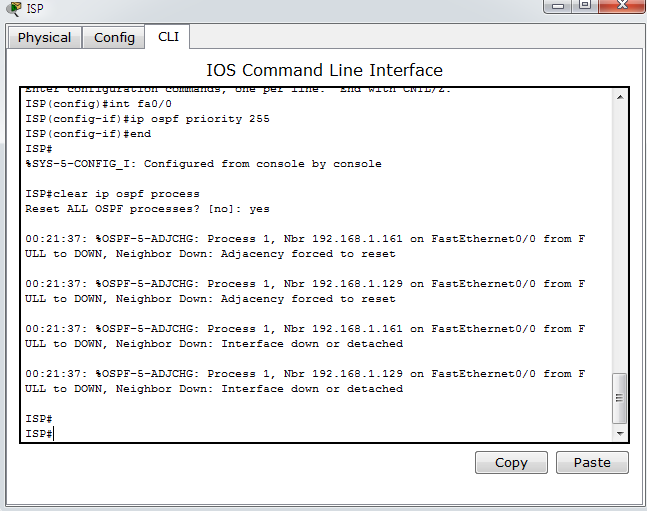 ISP
Physical Config CLI
IOS Command Line Interface
Enter configuration commands, one per line. End with CNTL/Z.
ISP(config)#int fa0/0
ISP(config-if)#ip ospf priority 255
ISP(config-if)#end
ISP#
%SYS-5-CONFIG_I: Configured from console by console
ISP#clear ip ospf process
Reset ALL OSPF processes? [no]: yes
00:21:37: %OSPF-5-ADJCHG: Process 1, Nbr 192.168.1.161 on FastEthernet0/0 from F
ULL to DOWN, Neighbor Down: Adjacency forced to reset
00:21:37: %OSPF-5-ADJCHG: Process 1, Nbr 192.168.1.129 on FastEthernet0/0 from F
ULL to DOWN, Neighbor Down: Adjacency forced to reset
00:21:37: %OSPF-5-ADJCHG: Process 1, Nbr 192.168.1.161 on FastEthernet0/0 from F
ULL to DOWN, Neighbor Down: Interface down or detached
00:21:37: %OSPF-5-ADJCHG: Process 1, Nbr 192.168.1.129 on FastEthernet0/0 from F
ULL to DOWN, Neighbor Down: Interface down or detached
ISP#
ISP#
Copy Paste